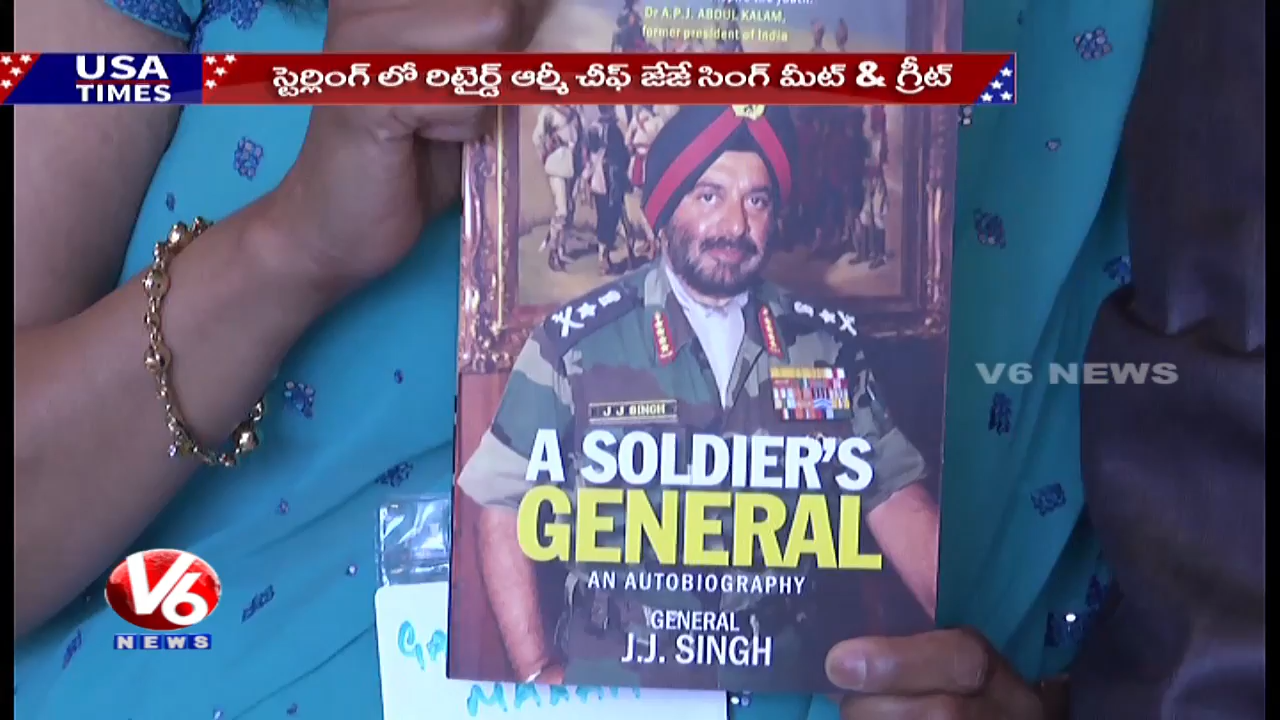 Dr A.P.J. ABDUL KALAM,
former president of India
USA
TIMES
స్టెర్లింగ్ లో రిటైర్డ్ ఆర్మీ చీఫ్ జేజే సింగ్ మీట్ & గ్రీట్
V6 NEWS
J J SINGH
A SOLDIER'S
GENERAL
AN AUTOBIOGRAPHY
GENERAL
J.J. SINGH
V6
NEWS